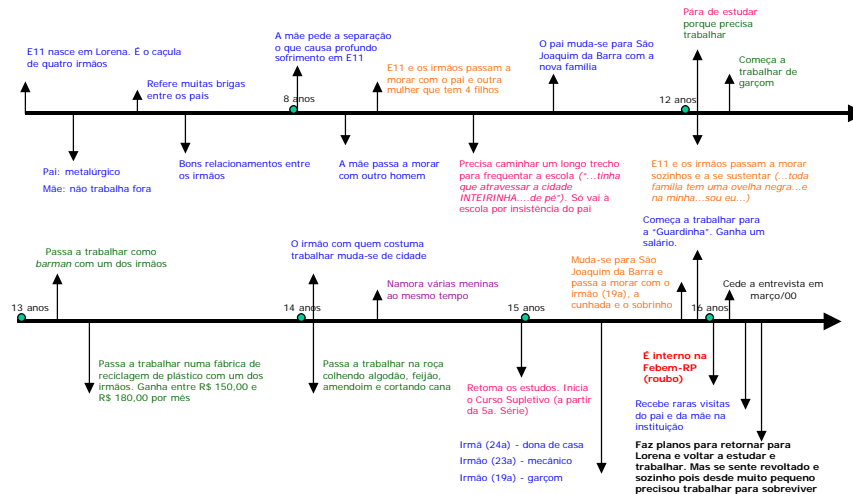 E11 nasce em Lorena. É o caçula
de quatro irmãos
Refere muitas brigas
entre os pais
A mãe pede a separação
o que causa profundo
sofrimento em E11
E11 e os irmãos passam a
morar com o pai e outra
mulher que tem 4 filhos
O pai muda-se para São
Joaquim da Barra com a
nova família
Pára de estudar
porque precisa
trabalhar
Começa a
trabalhar de
garçom
8 anos
12 anos
Pai: metalúrgico
Mãe: não trabalha fora
Bons relacionamentos entre
os irmãos
A mãe passa a morar
com outro homem
Precisa caminhar um longo trecho
para freqüentar a escola ("...tinha
que atravessar a cidade
INTEIRINHA....de pé"). Só vai à
escola por insistência do pai
E11 e os irmãos passam a morar
sozinhos e a se sustentar (...toda
família tem uma ovelha negra...e
na minha...sou eu...)
Passa a trabalhar como
barman com um dos irmãos
O irmão com quem costuma
trabalhar muda-se de cidade
Namora várias meninas
ao mesmo tempo
Muda-se para São
Joaquim da Barra e
passa a morar com o
irmão (19a), a
cunhada e o sobrinho
Começa a trabalhar para
a "Guardinha". Ganha um
salário.
Cede a entrevista em
março/00
13 anos
14 anos
15 anos
16 anos
Passa a trabalhar numa fábrica de
reciclagem de plástico com um dos
irmãos. Ganha entre R$ 150,00 e
R$ 180,00 por mês
Passa a trabalhar na roça
colhendo algodão, feijão,
amendoim e cortando cana
Retoma os estudos. Inicia
o Curso Supletivo (a partir
da 5a. Série)
Irmã (24a) - dona de casa
Irmão (23a) - mecânico
Irmão (19a) - garçom
É interno na
Febem-RP
(roubo)
Recebe raras visitas
do pai e da mãe na
instituição
Faz planos para retornar para
Lorena e voltar a estudar e
trabalhar. Mas se sente revoltado e
sozinho pois desde muito pequeno
precisou trabalhar para sobreviver